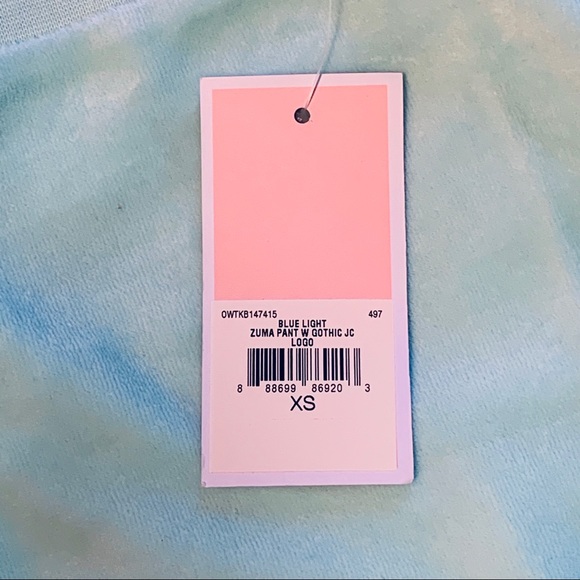 OWTKB147415 497
BLUE LIGHT
ZUMA PANT W GOTHIC JC
LOGO
8 88699 86920 3
XS